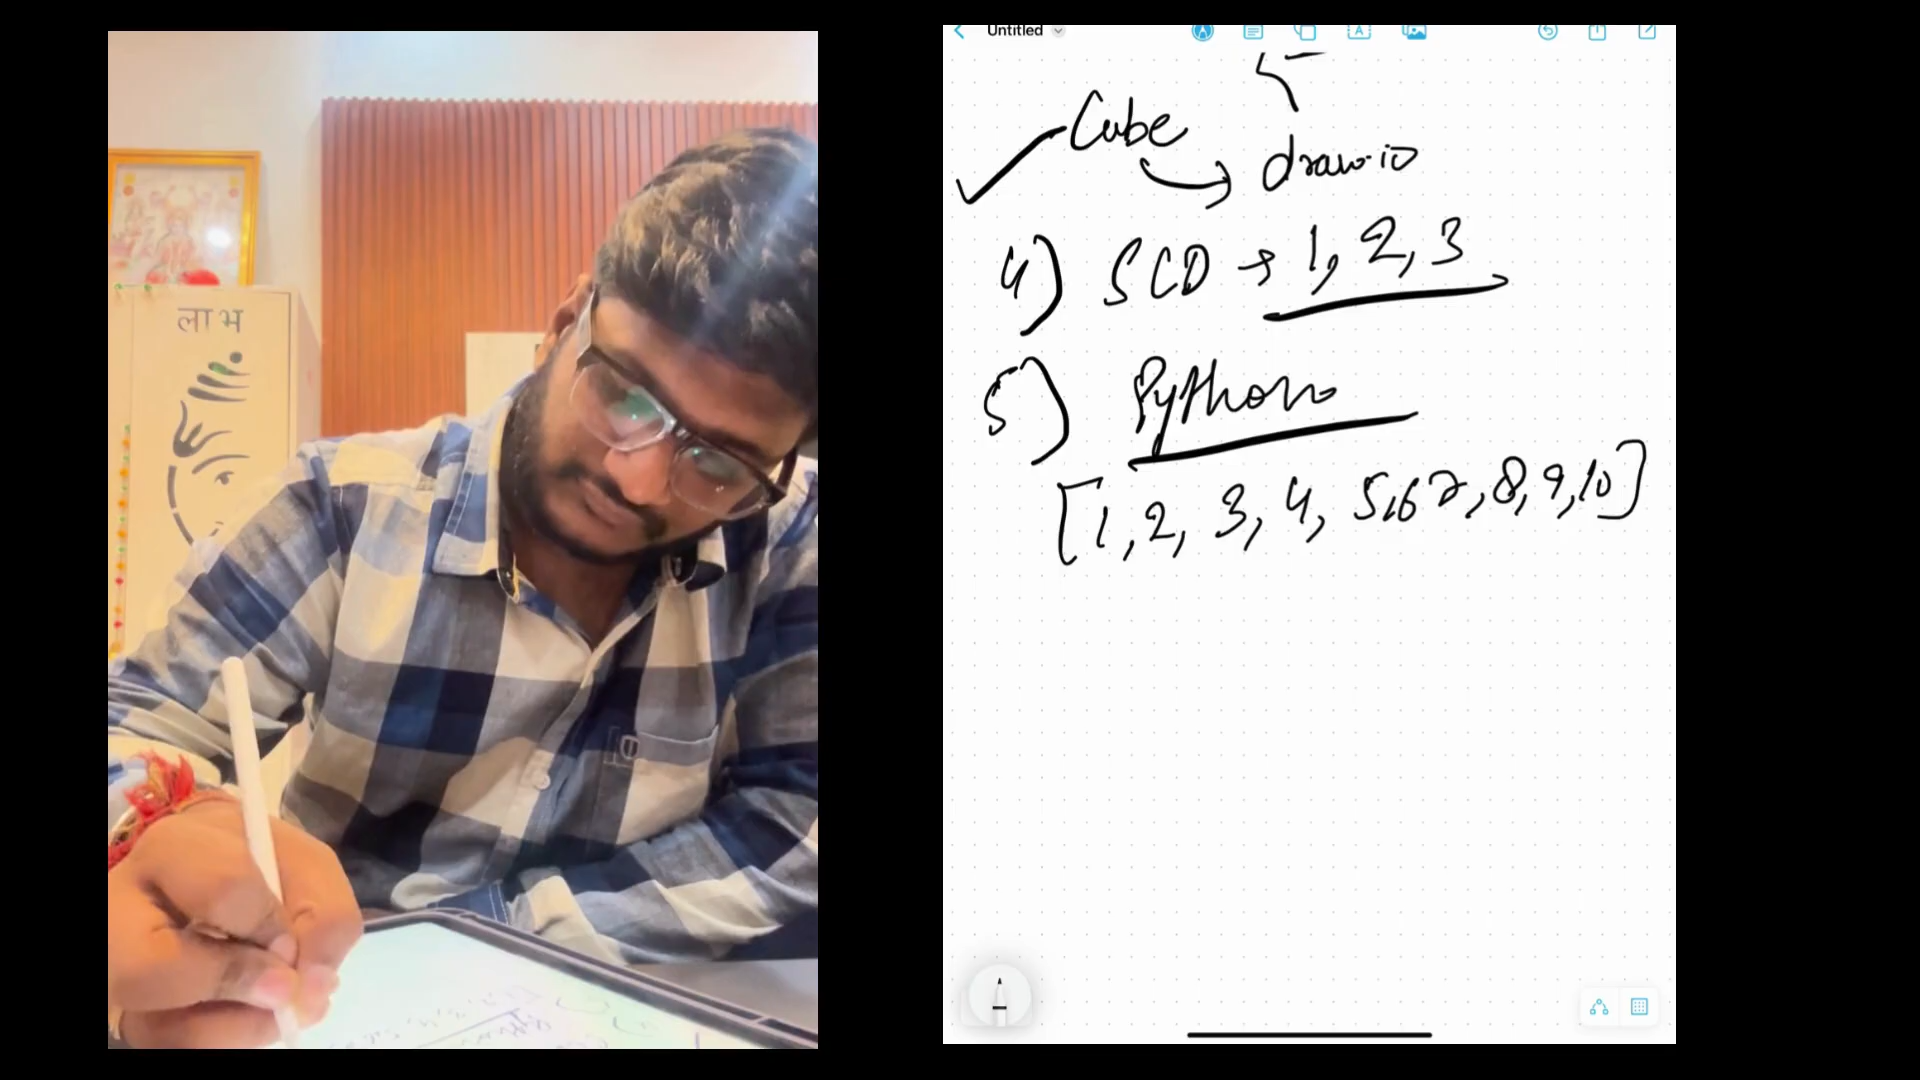 लाभ
Untitled
Cube
draw.io
4) SCD → 1, 2, 3
5) Python
[1, 2, 3, 4, 5,6 7, 8, 9, 10]